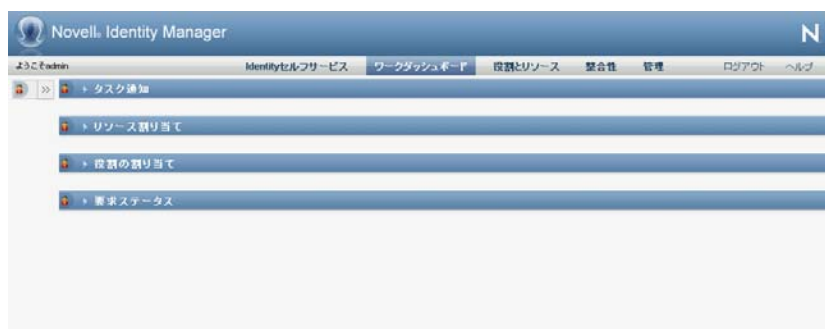 Novell® Identity Manager
N
ようこそadmin Identityセルフサービス ワークダッシュボード 役割とリソース 整合性 管理 ログアウト ヘルプ
タスク通知
リソース割り当て
役割の割り当て
要求ステータス